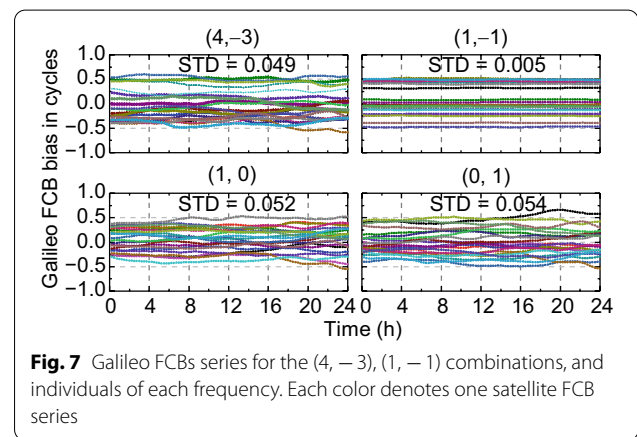 (4,−3) (1,−1)
Galileo FCB bias in cycles
1.0
0.5
0.0
−0.5
−1.0
STD = 0.049 STD = 0.005
(1, 0) (0, 1)
1.0
0.5
0.0
−0.5
−1.0
STD = 0.052 STD = 0.054
0 4 8 12 16 20 24 0 4 8 12 16 20 24
Time (h)
Fig. 7 Galileo FCBs series for the (4, − 3), (1, − 1) combinations, and
individuals of each frequency. Each color denotes one satellite FCB
series